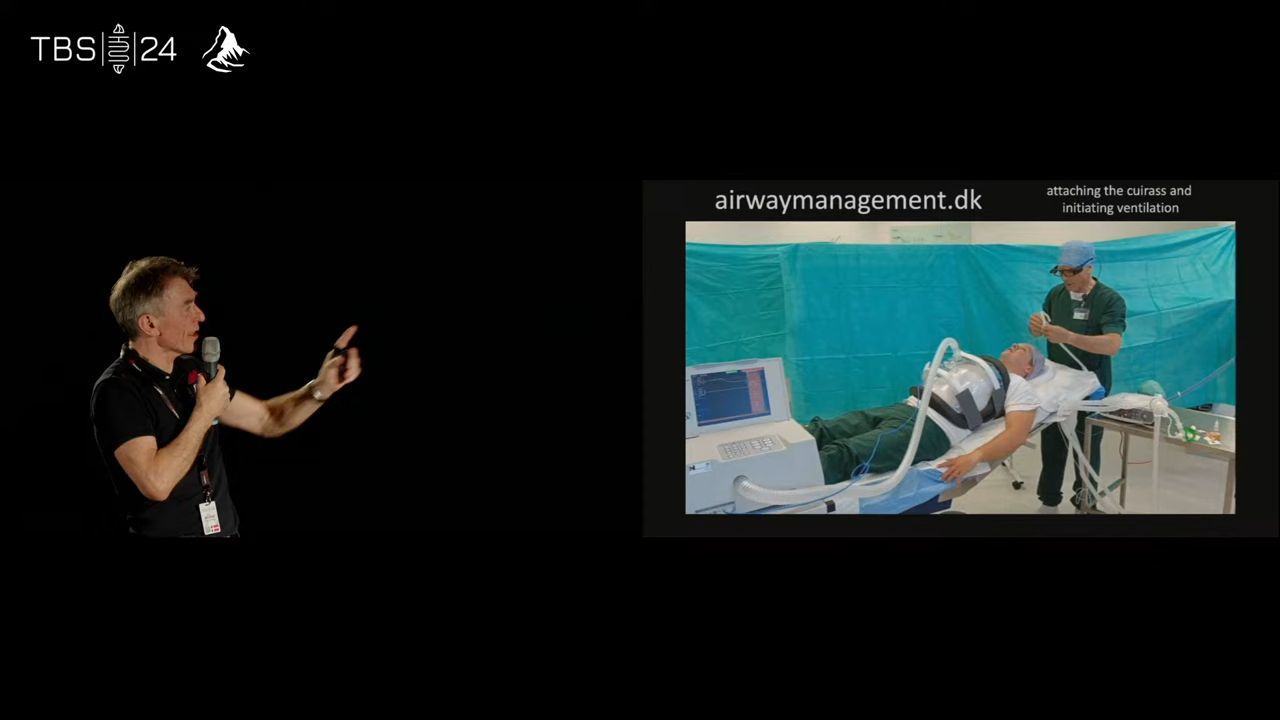 TBS 24
airwaymanagement.dk
attaching the cuirass and
initiating ventilation